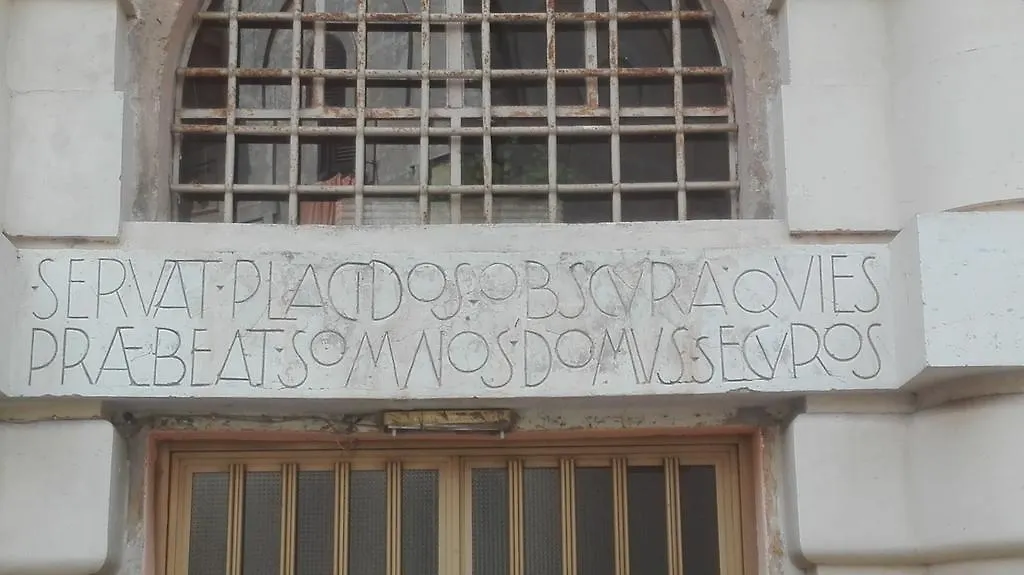 ·SERVAT·PLACIDOS·OBSCVRA·QVIES
PRÆBEAT·SOMNOS·DOMVS·SECVROS